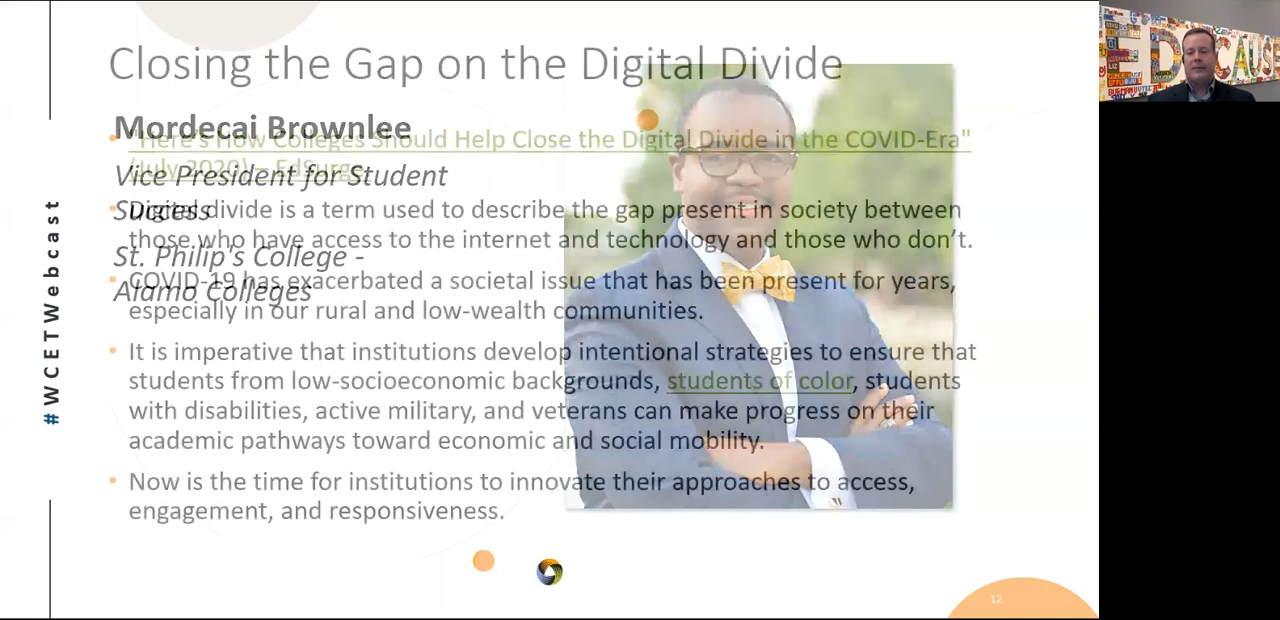 Closing the Gap on the Digital Divide
Mordecai Brownlee
"Here's How Colleges Should Help Close the Digital Divide in the COVID-Era"
(July 2020) – EdSurge
Vice President for Student
Success
St. Philip's College -
Alamo Colleges
Digital divide is a term used to describe the gap present in society between
those who have access to the internet and technology and those who don't.
COVID-19 has exacerbated a societal issue that has been present for years,
especially in our rural and low-wealth communities.
It is imperative that institutions develop intentional strategies to ensure that
students from low-socioeconomic backgrounds, students of color, students
with disabilities, active military, and veterans can make progress on their
academic pathways toward economic and social mobility.
Now is the time for institutions to innovate their approaches to access,
engagement, and responsiveness.
#WCETWebcast
12
EDUCAUSE